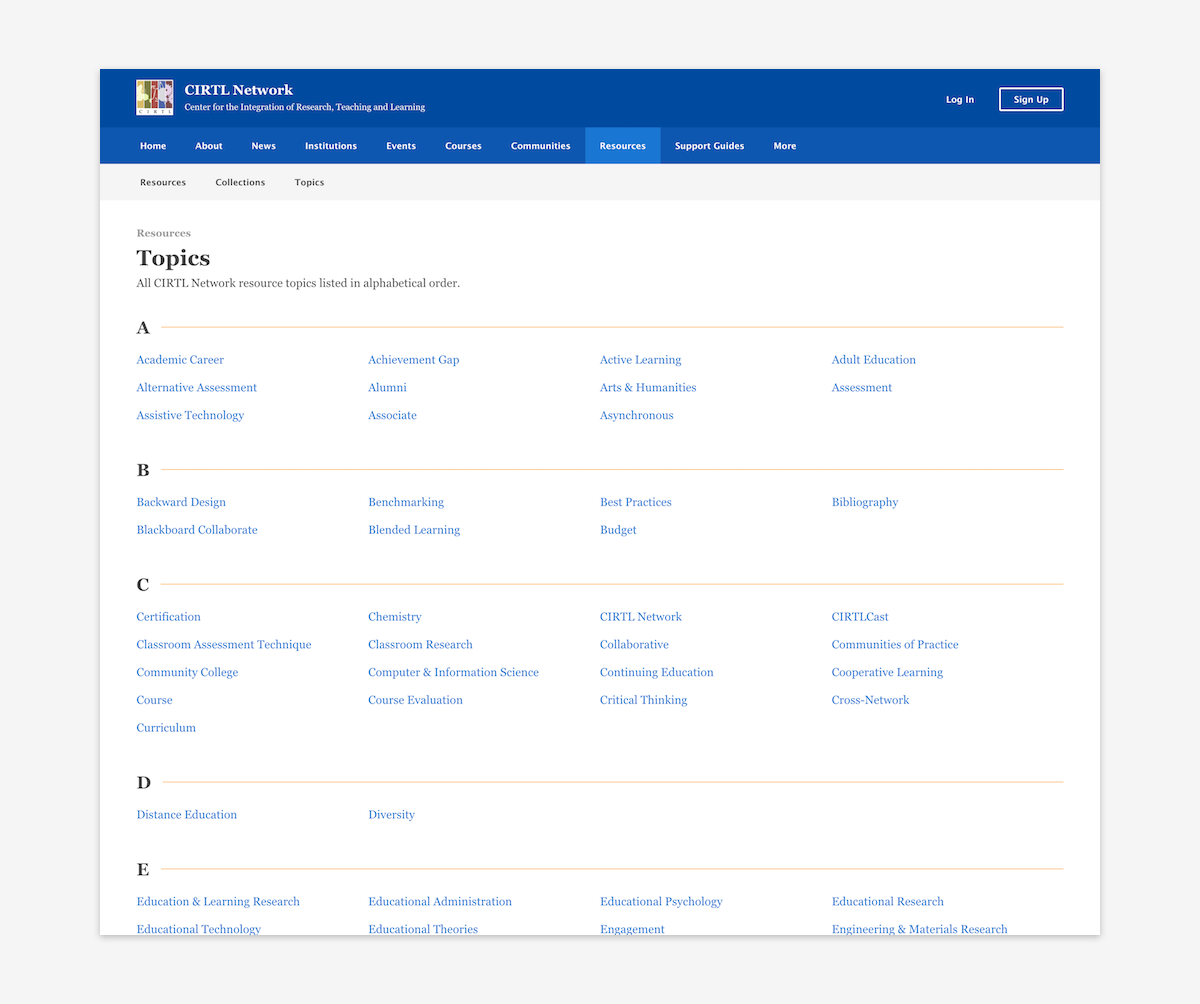 CIRTL
CIRTL Network
Center for the Integration of Research, Teaching and Learning
Log In
Sign Up
Home About News Institutions Events Courses Communities Resources Support Guides More
Resources Collections Topics
Resources
Topics
All CIRTL Network resource topics listed in alphabetical order.
A
Academic Career Achievement Gap Active Learning Adult Education
Alternative Assessment Alumni Arts & Humanities Assessment
Assistive Technology Associate Asynchronous
B
Backward Design Benchmarking Best Practices Bibliography
Blackboard Collaborate Blended Learning Budget
C
Certification Chemistry CIRTL Network CIRTLCast
Classroom Assessment Technique Classroom Research Collaborative Communities of Practice
Community College Computer & Information Science Continuing Education Cooperative Learning
Course Course Evaluation Critical Thinking Cross-Network
Curriculum
D
Distance Education Diversity
E
Education & Learning Research Educational Administration Educational Psychology Educational Research
Educational Technology Educational Theories Engagement Engineering & Materials Research